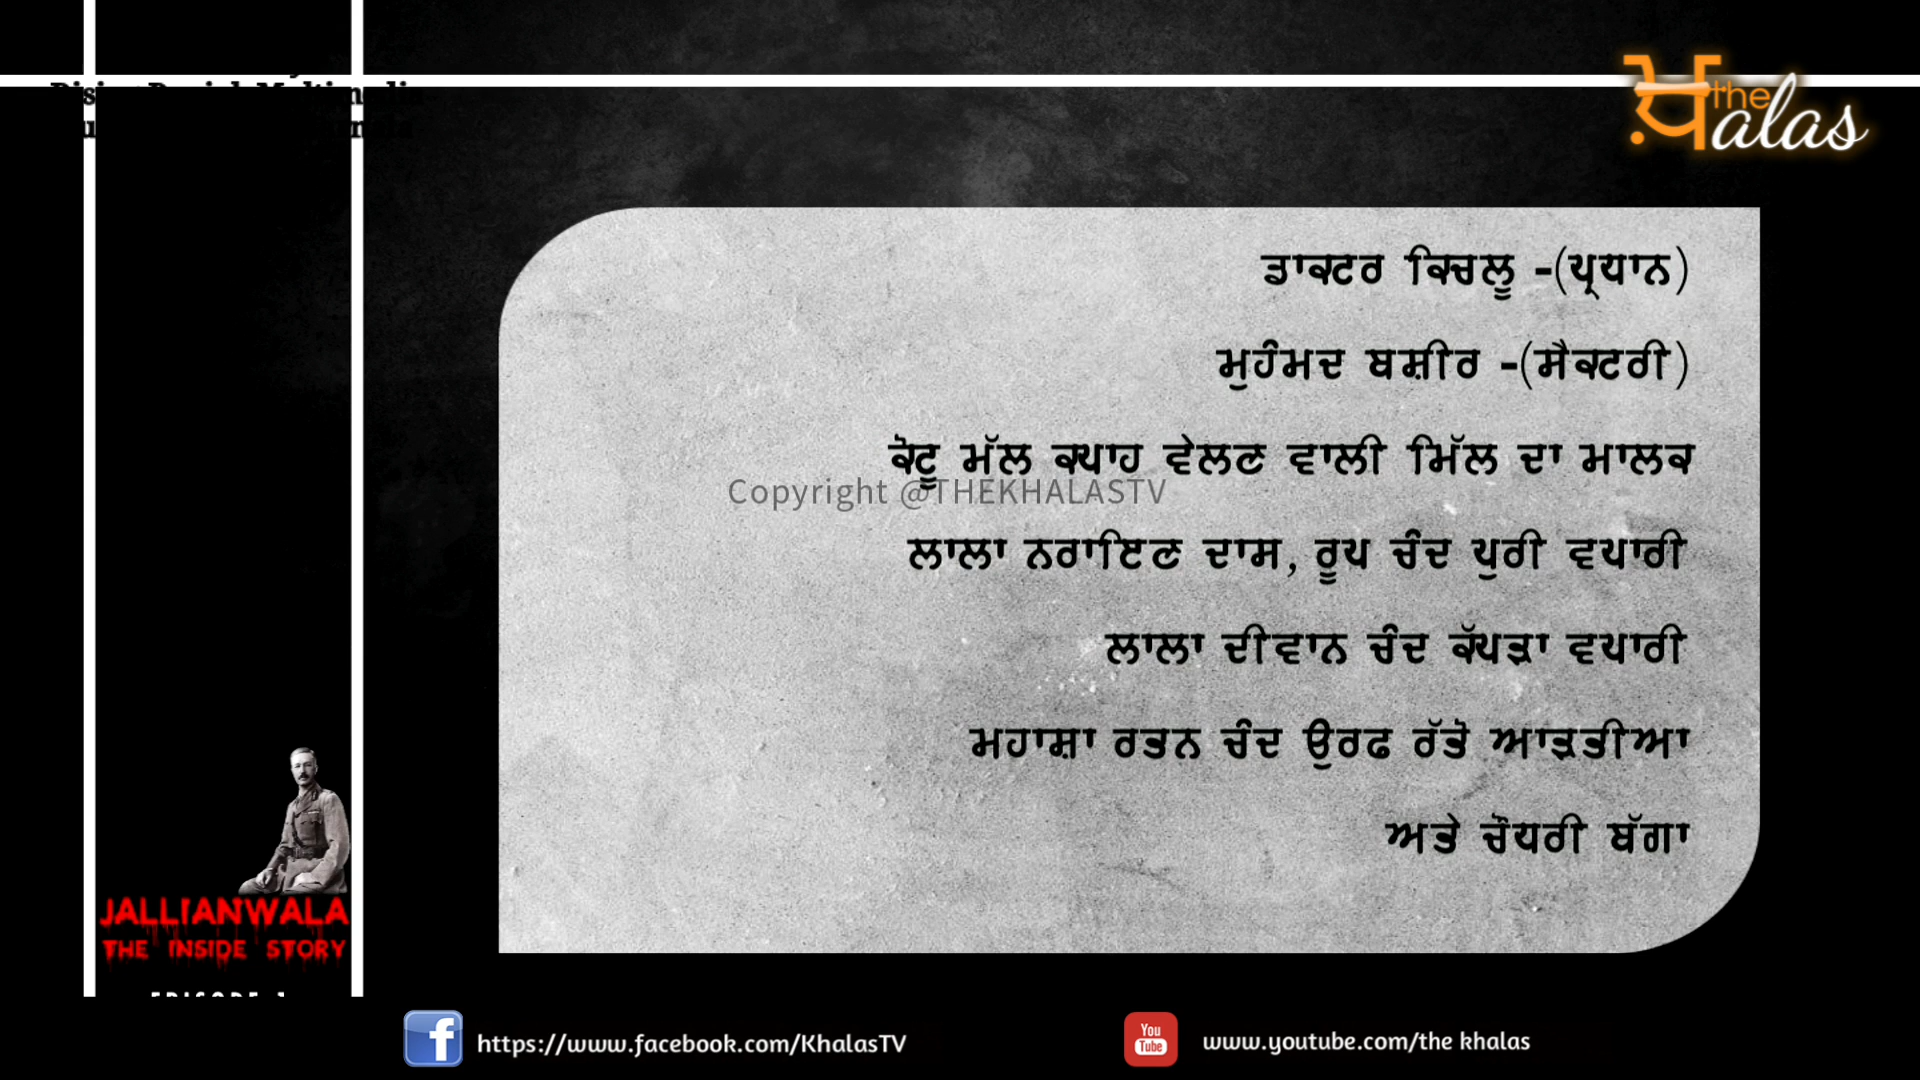 the
ਖ਼alas
ਡਾਕਟਰ ਕਿਚਲੂ -(ਪ੍ਰਧਾਨ)
ਮੁਹੰਮਦ ਬਸ਼ੀਰ -(ਸੈਕਟਰੀ)
ਕੋਟੂ ਮੱਲ ਕਪਾਹ ਵੇਲਣ ਵਾਲੀ ਮਿੱਲ ਦਾ ਮਾਲਕ
Copyright @THEKHALASTV
ਲਾਲਾ ਨਰਾਇਣ ਦਾਸ, ਰੂਪ ਚੰਦ ਪੁਰੀ ਵਪਾਰੀ
ਲਾਲਾ ਦੀਵਾਨ ਚੰਦ ਕੱਪੜਾ ਵਪਾਰੀ
ਮਹਾਸ਼ਾ ਰਤਨ ਚੰਦ ਉਰਫ ਰੱਤੋ ਆੜਤੀਆ
ਅਤੇ ਚੌਧਰੀ ਬੱਗਾ
JALLIANWALA
THE INSIDE STORY
https://www.facebook.com/KhalasTV
You
Tube
www.youtube.com/the khalas